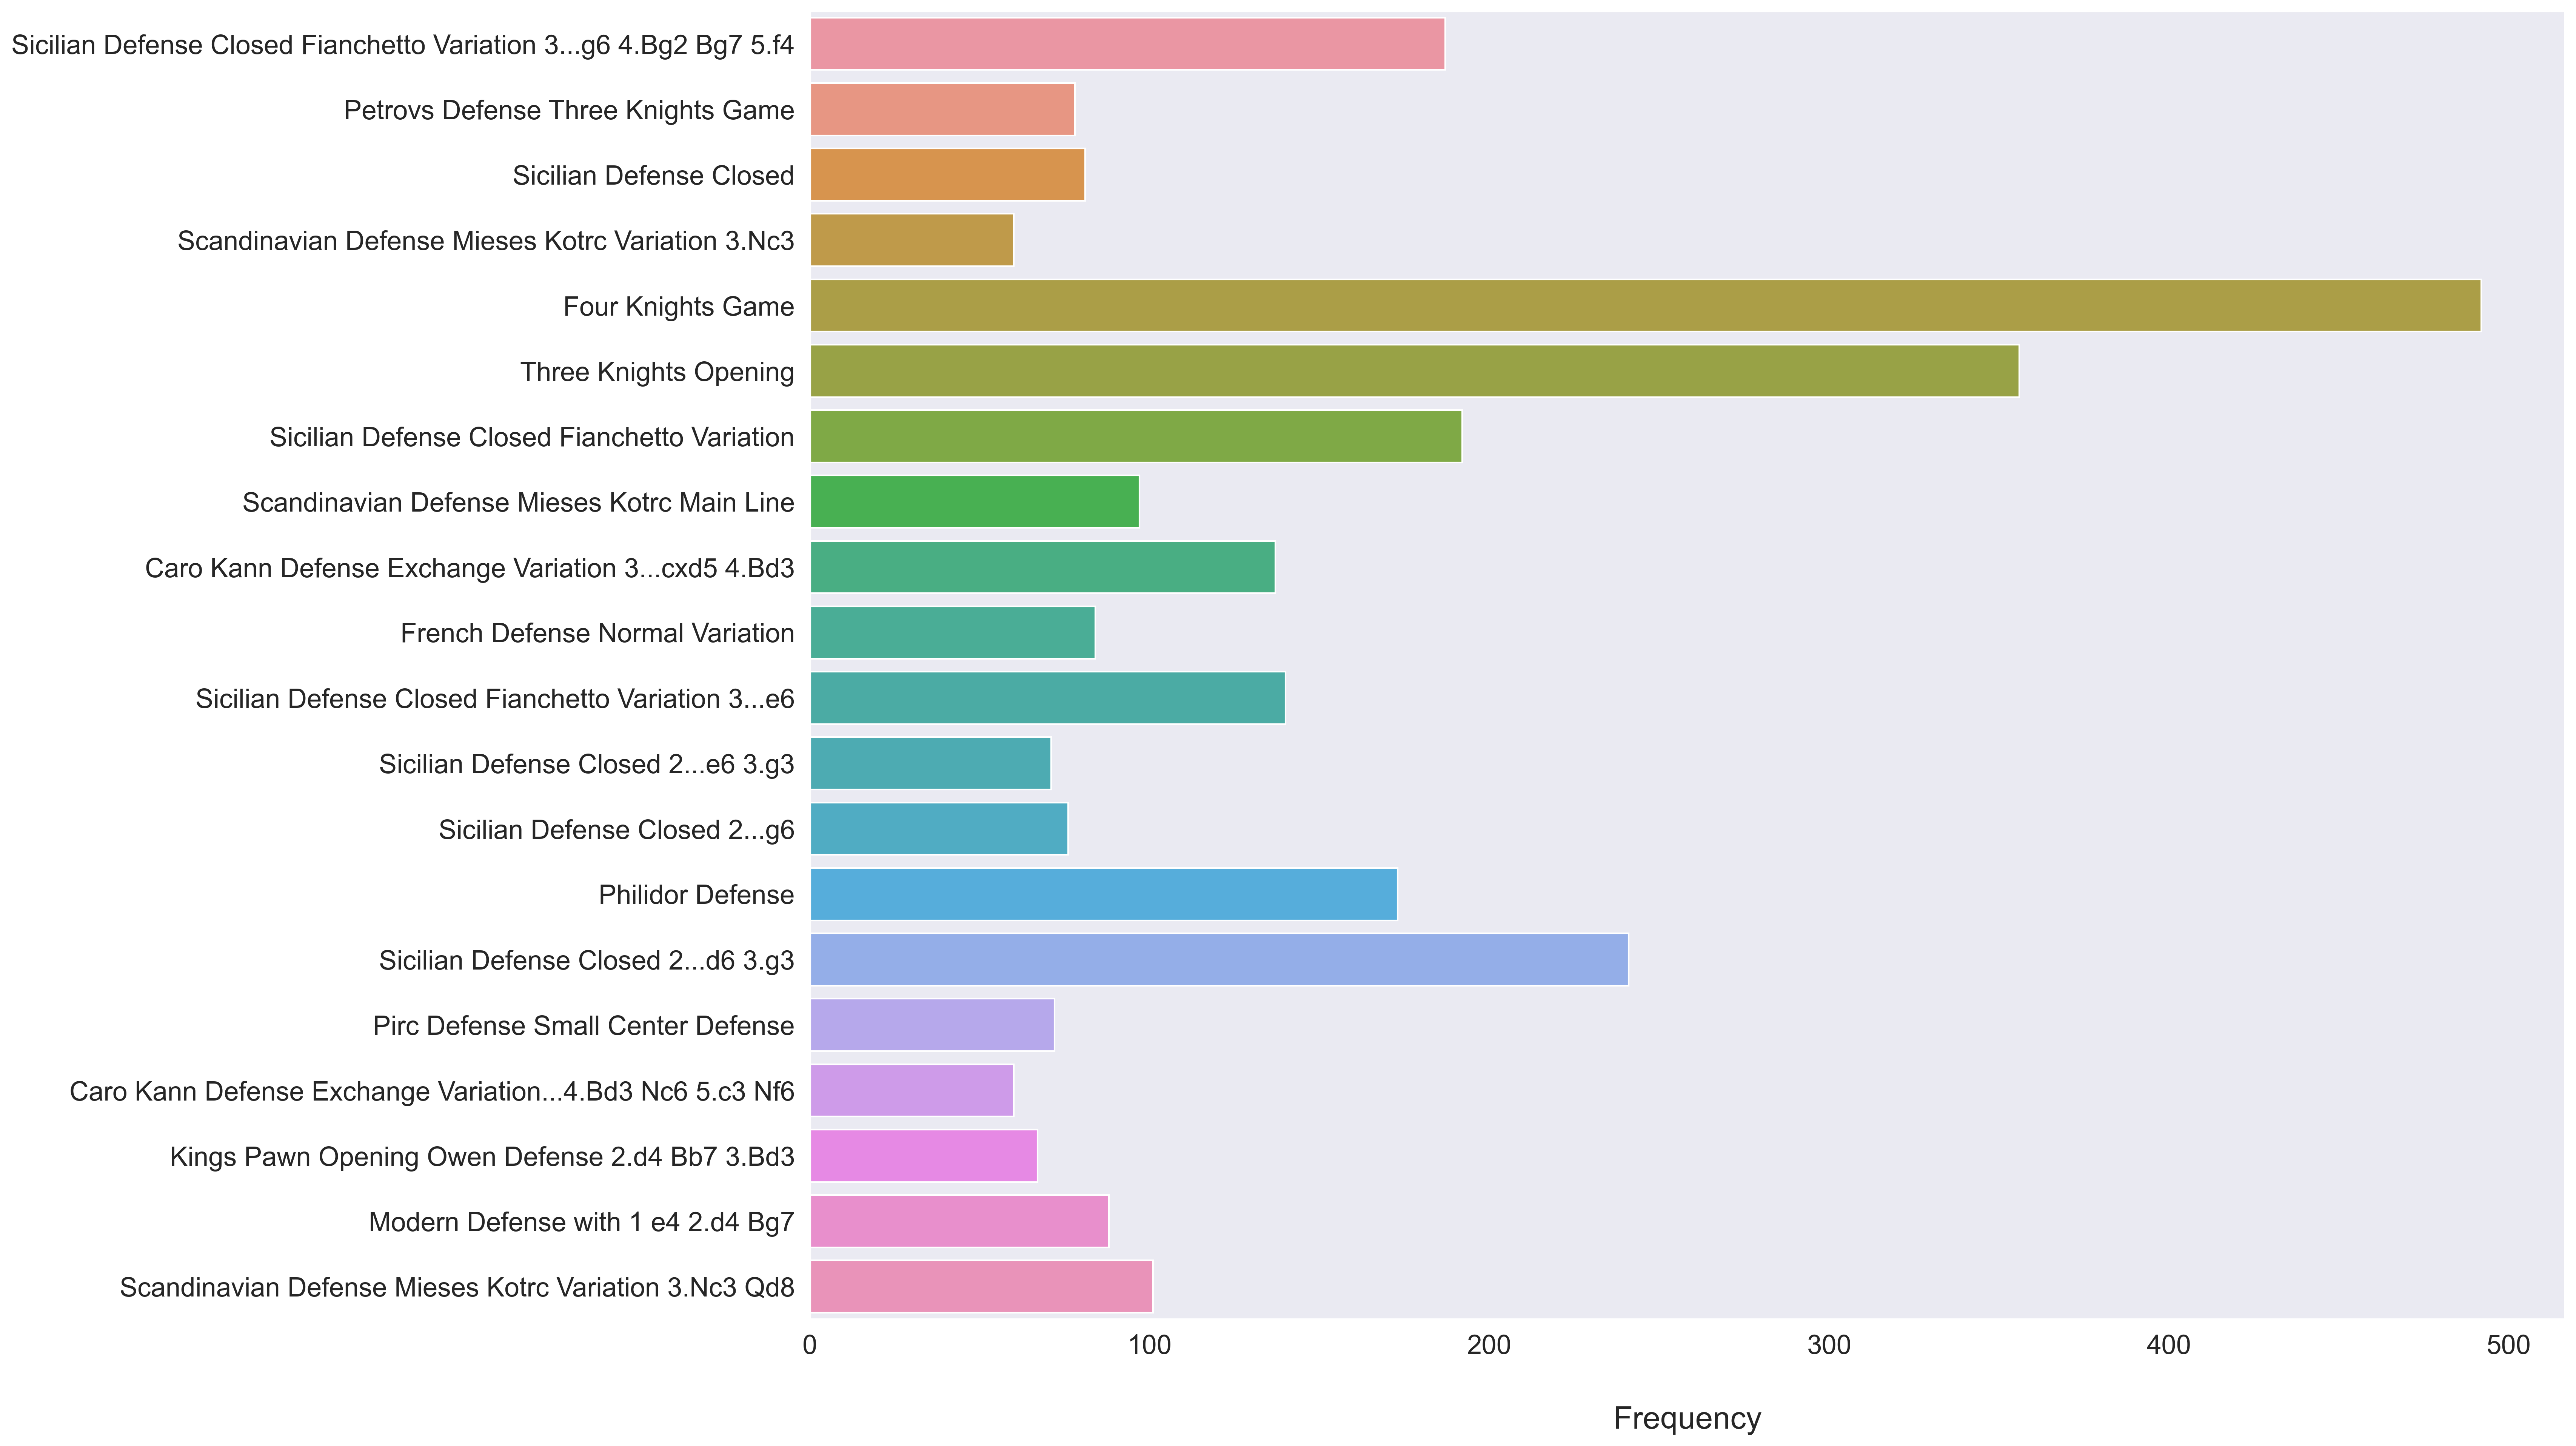 Sicilian Defense Closed Fianchetto Variation 3...g6 4.Bg2 Bg7 5.f4
Petrovs Defense Three Knights Game
Sicilian Defense Closed
Scandinavian Defense Mieses Kotrc Variation 3.Nc3
Four Knights Game
Three Knights Opening
Sicilian Defense Closed Fianchetto Variation
Scandinavian Defense Mieses Kotrc Main Line
Caro Kann Defense Exchange Variation 3...cxd5 4.Bd3
French Defense Normal Variation
Sicilian Defense Closed Fianchetto Variation 3...e6
Sicilian Defense Closed 2...e6 3.g3
Sicilian Defense Closed 2...g6
Philidor Defense
Sicilian Defense Closed 2...d6 3.g3
Pirc Defense Small Center Defense
Caro Kann Defense Exchange Variation...4.Bd3 Nc6 5.c3 Nf6
Kings Pawn Opening Owen Defense 2.d4 Bb7 3.Bd3
Modern Defense with 1 e4 2.d4 Bg7
Scandinavian Defense Mieses Kotrc Variation 3.Nc3 Qd8
0 100 200 300 400 500
Frequency